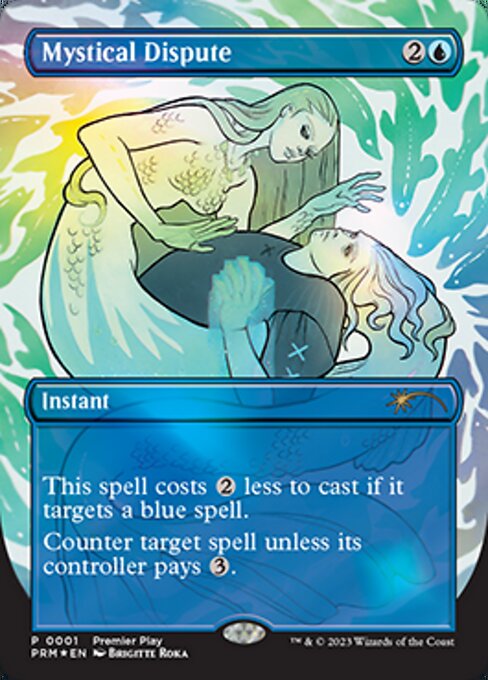 Mystical Dispute 2
Instant
This spell costs 2 less to cast if it
targets a blue spell.
Counter target spell unless its
controller pays 3.
P 0001 Premier Play
PRM★EN Brigitte Roka
™ & © 2023 Wizards of the Coast